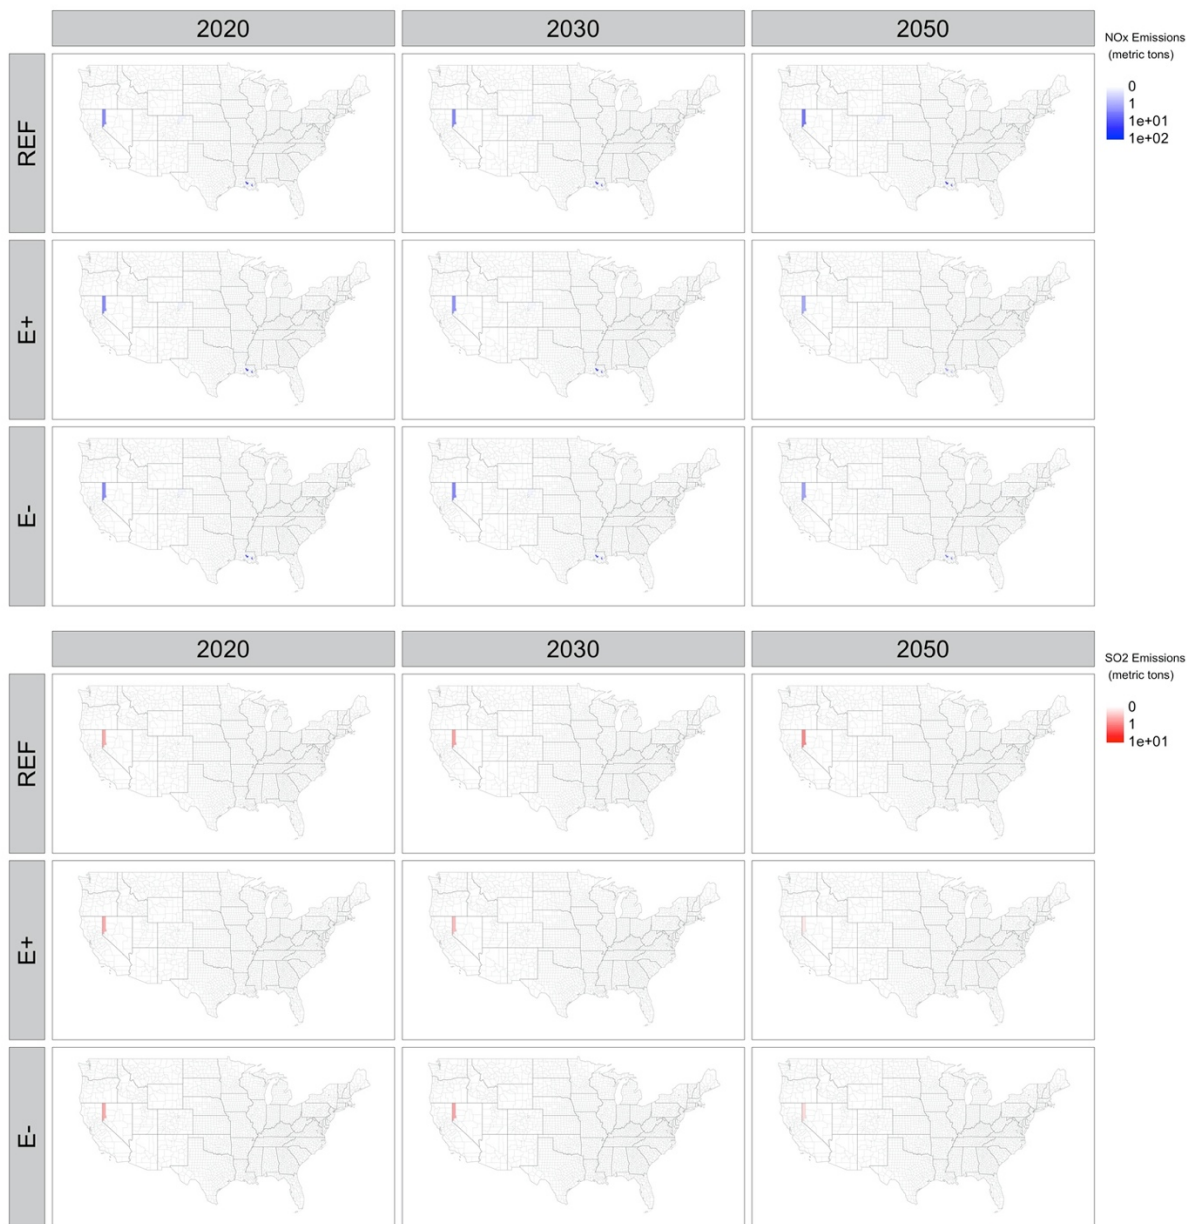 2020 2030 2050
NOx Emissions
(metric tons)
0
1
1e+01
1e+02
REF
E+
E-
2020 2030 2050
SO2 Emissions
(metric tons)
0
1
1e+01
REF
E+
E-